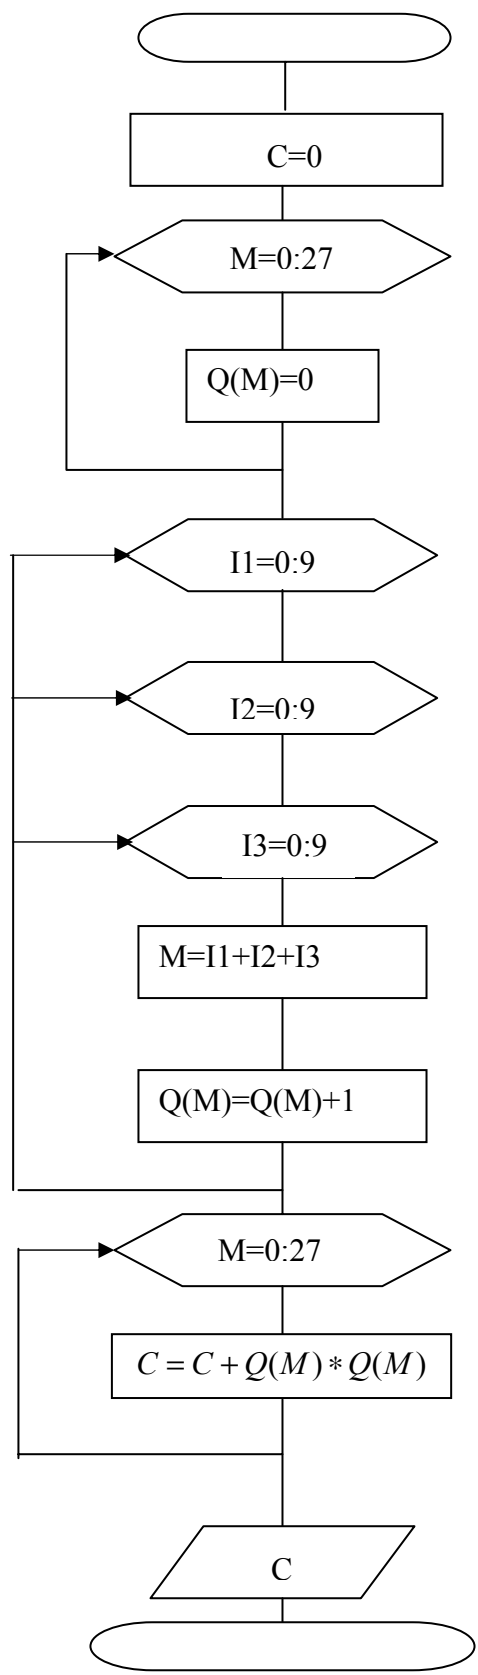 C=0
M=0:27
Q(M)=0
I1=0:9
I2=0:9
I3=0:9
M=I1+I2+I3
Q(M)=Q(M)+1
M=0:27
C = C + Q(M) * Q(M)
C